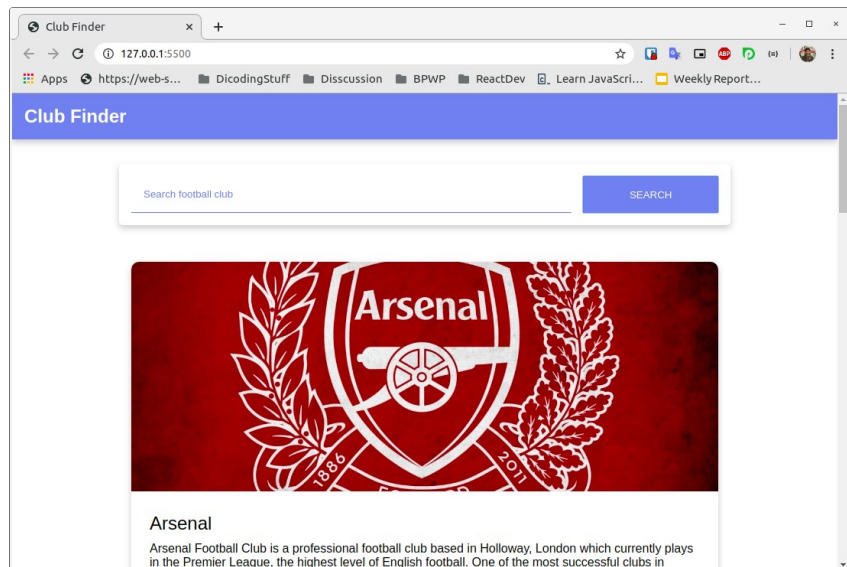 Club Finder
127.0.0.1:5500
Apps https://web-s... DicodingStuff Disscussion BPWP ReactDev Learn JavaScri... Weekly Report...
Club Finder
Search football club SEARCH
Arsenal
1886 2011
Arsenal
Arsenal Football Club is a professional football club based in Holloway, London which currently plays
in the Premier League, the highest level of English football. One of the most successful clubs in